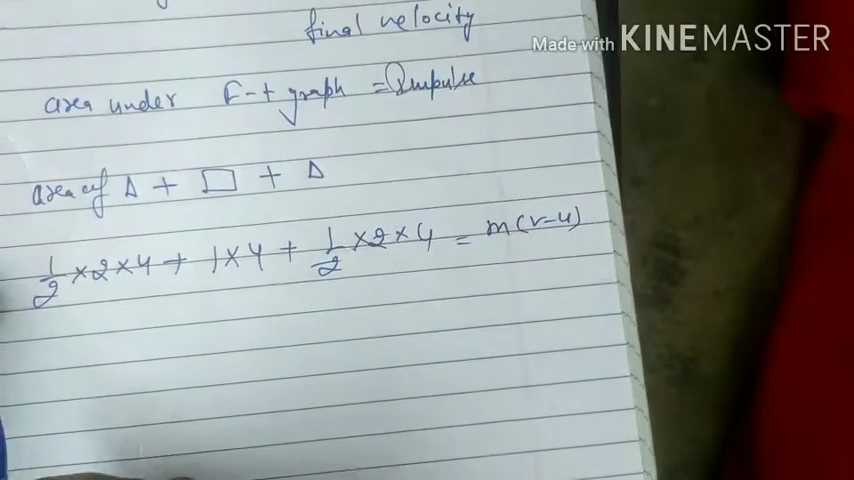 final velocity
Made with KINEMASTER
area under F-t graph = Impulse
area of Δ + □ + Δ
1/2 × 2 × 4 + 1 × 4 + 1/2 × 2 × 4 = m(v-u)